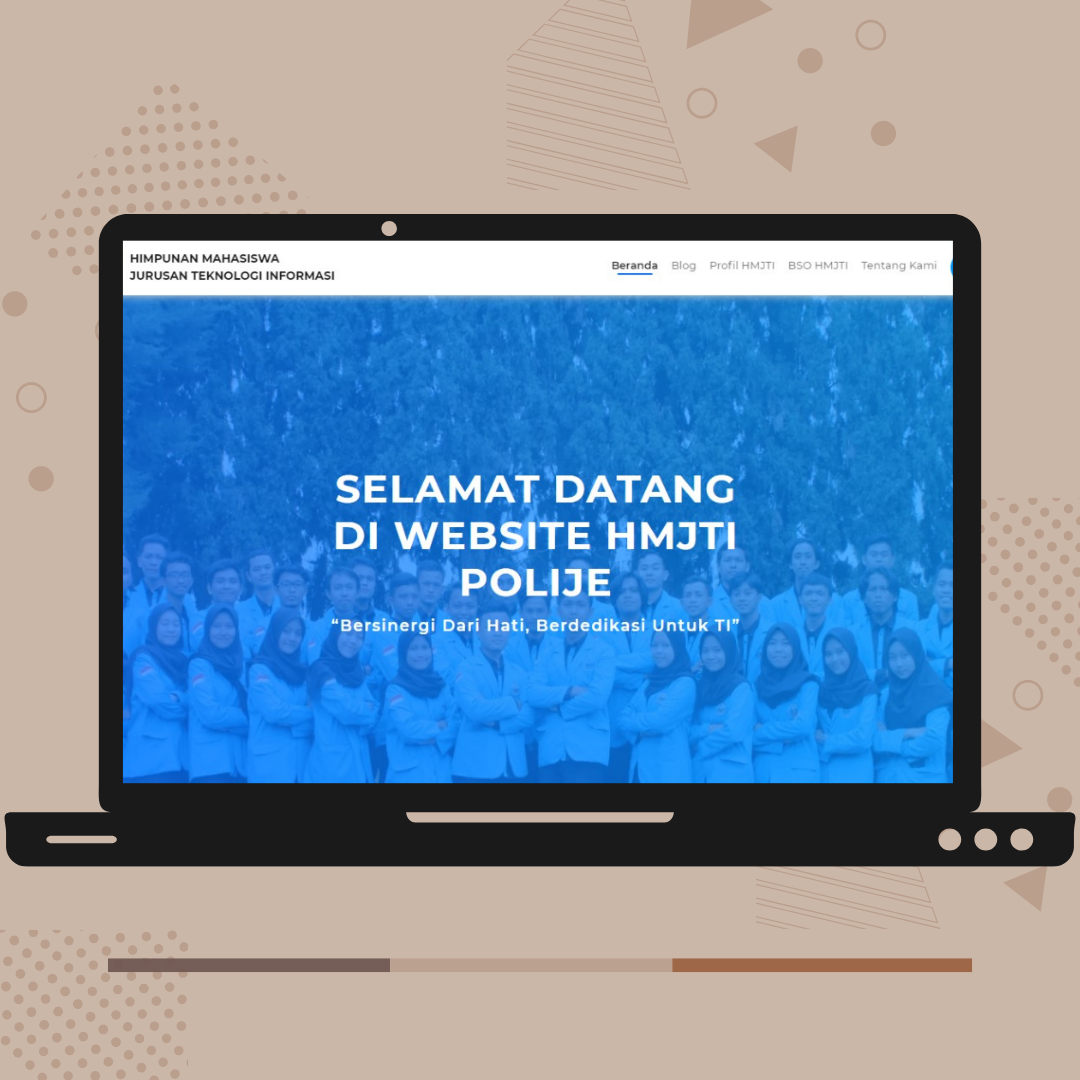 HIMPUNAN MAHASISWA
JURUSAN TEKNOLOGI INFORMASI
Beranda Blog Profil HMJTI BSO HMJTI Tentang Kami
SELAMAT DATANG
DI WEBSITE HMJTI
POLIJE
“Bersinergi Dari Hati, Berdedikasi Untuk TI”